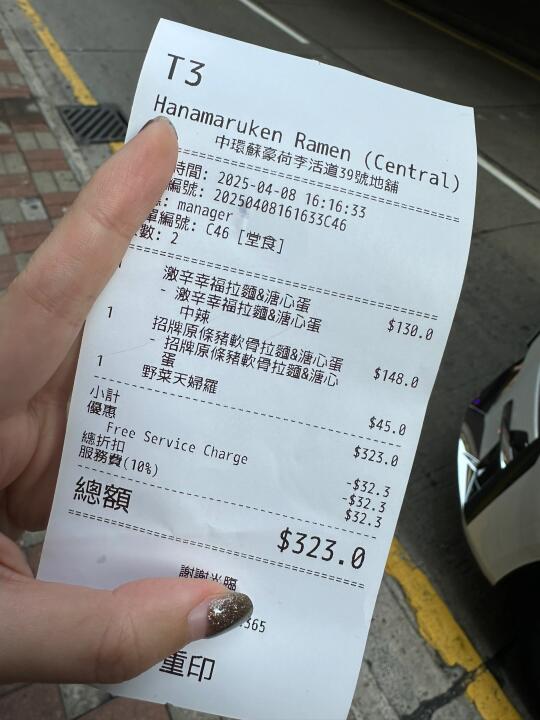 T3
Hanamaruken Ramen (Central)
中環蘇豪荷李活道39號地舖
時間: 2025-04-08 16:16:33
編號: 20250408161633C46
: manager
單編號: C46 [堂食]
數: 2
激辛幸福拉麵&溏心蛋 $130.0
- 激辛幸福拉麵&溏心蛋
中辣
1 招牌原條豬軟骨拉麵&溏心蛋 $148.0
- 招牌原條豬軟骨拉麵&溏心
蛋
1 野菜天婦羅 $45.0
小計 $323.0
優惠
Free Service Charge -$32.3
總折扣 -$32.3
服務費(10%) $32.3
總額 $323.0
謝謝光臨
365
重印